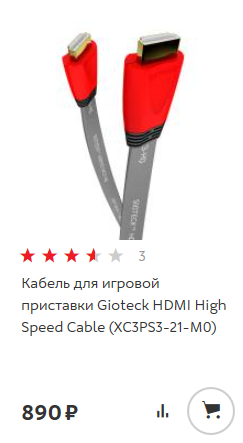 3
Кабель для игровой
приставки Gioteck HDMI High
Speed Cable (XC3PS3-21-M0)
890 ₽